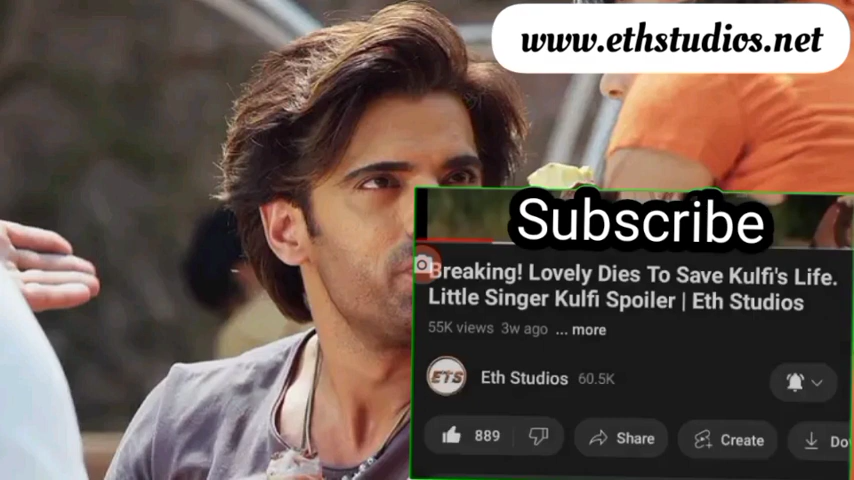 www.ethstudios.net
Subscribe
Breaking! Lovely Dies To Save Kulfi's Life.
Little Singer Kulfi Spoiler | Eth Studios
55K views 3w ago ... more
ETS Eth Studios 60.5K
889 Share Create Do